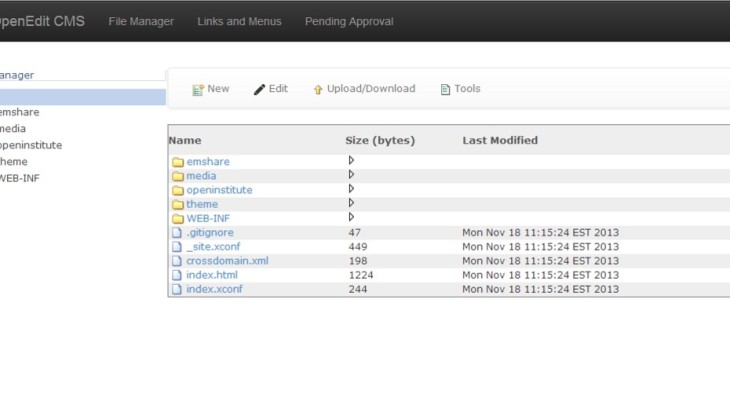 OpenEdit CMS File Manager Links and Menus Pending Approval
anager
New Edit Upload/Download Tools
emshare
media
openinstitute
heme
WEB-INF
Name Size (bytes) Last Modified
emshare
media
openinstitute
theme
WEB-INF
.gitignore 47 Mon Nov 18 11:15:24 EST 2013
_site.xconf 449 Mon Nov 18 11:15:24 EST 2013
crossdomain.xml 198 Mon Nov 18 11:15:24 EST 2013
index.html 1224 Mon Nov 18 11:15:24 EST 2013
index.xconf 244 Mon Nov 18 11:15:24 EST 2013